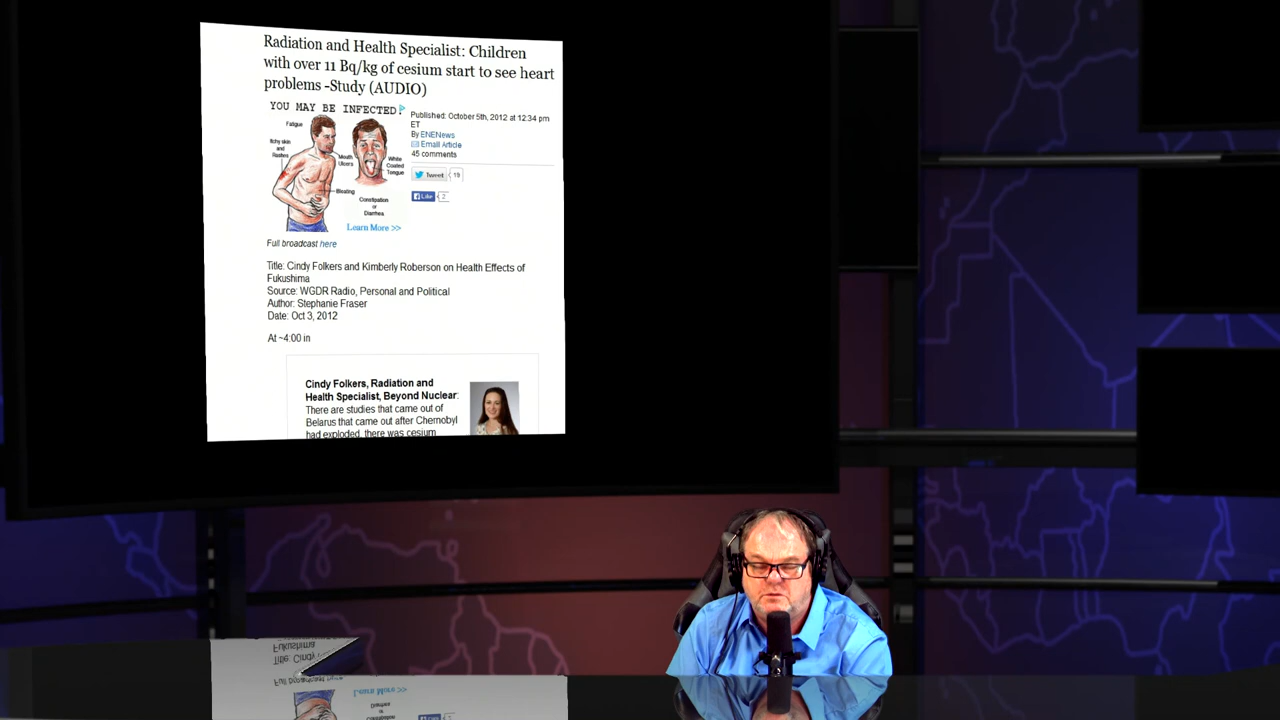 Radiation and Health Specialist: Children
with over 11 Bq/kg of cesium start to see heart
problems -Study (AUDIO)
YOU MAY BE INFECTED!
Fatigue
Itchy skin
and
Rashes
Mouth
Ulcers
White
Coated
Tongue
Bloating
Constipation
or
Diarrhea
Learn More >>
Published: October 5th, 2012 at 12:34 pm
ET
By ENENews
Email Article
45 comments
Tweet 19
Like 2
Full broadcast here
Title: Cindy Folkers and Kimberly Roberson on Health Effects of
Fukushima
Source: WGDR Radio, Personal and Political
Author: Stephanie Fraser
Date: Oct 3, 2012
At ~4:00 in
Cindy Folkers, Radiation and
Health Specialist, Beyond Nuclear:
There are studies that came out of
Belarus that came out after Chernobyl
had exploded, there was cesium